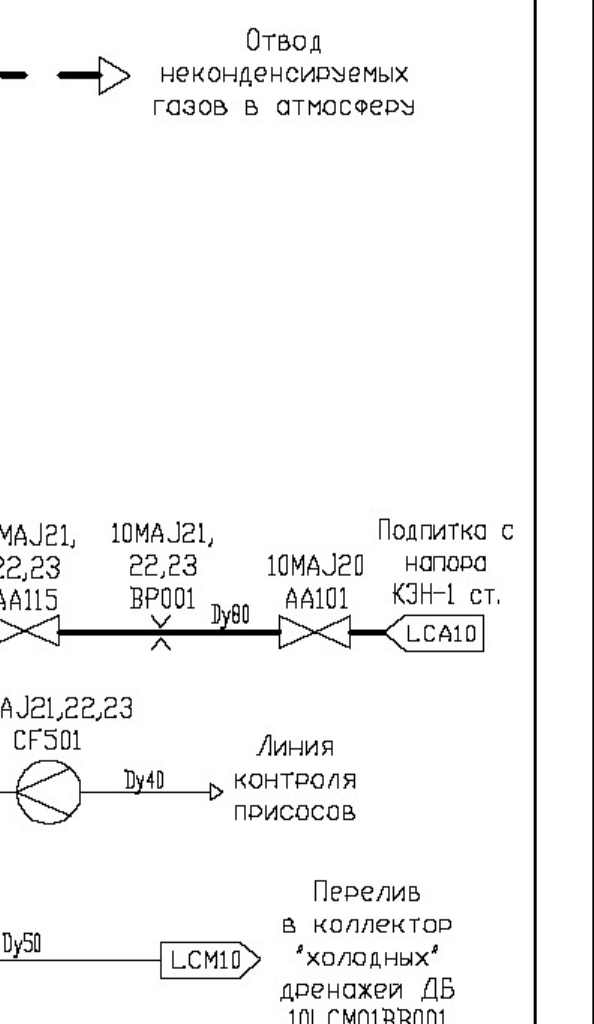 Отвод
неконденсируемых
газов в атмосферу
MAJ21,
22,23
AA115
10MAJ21,
22,23
BP001
Dy80
10MAJ20
AA101
Подпитка с
напора
КЭН-1 ст.
LCA10
AJ21,22,23
CF501
Dy40
Линия
контроля
присосов
Dy50
LCM10
Перелив
в коллектор
"холодных"
дренажей ДБ
10LCM01BB001